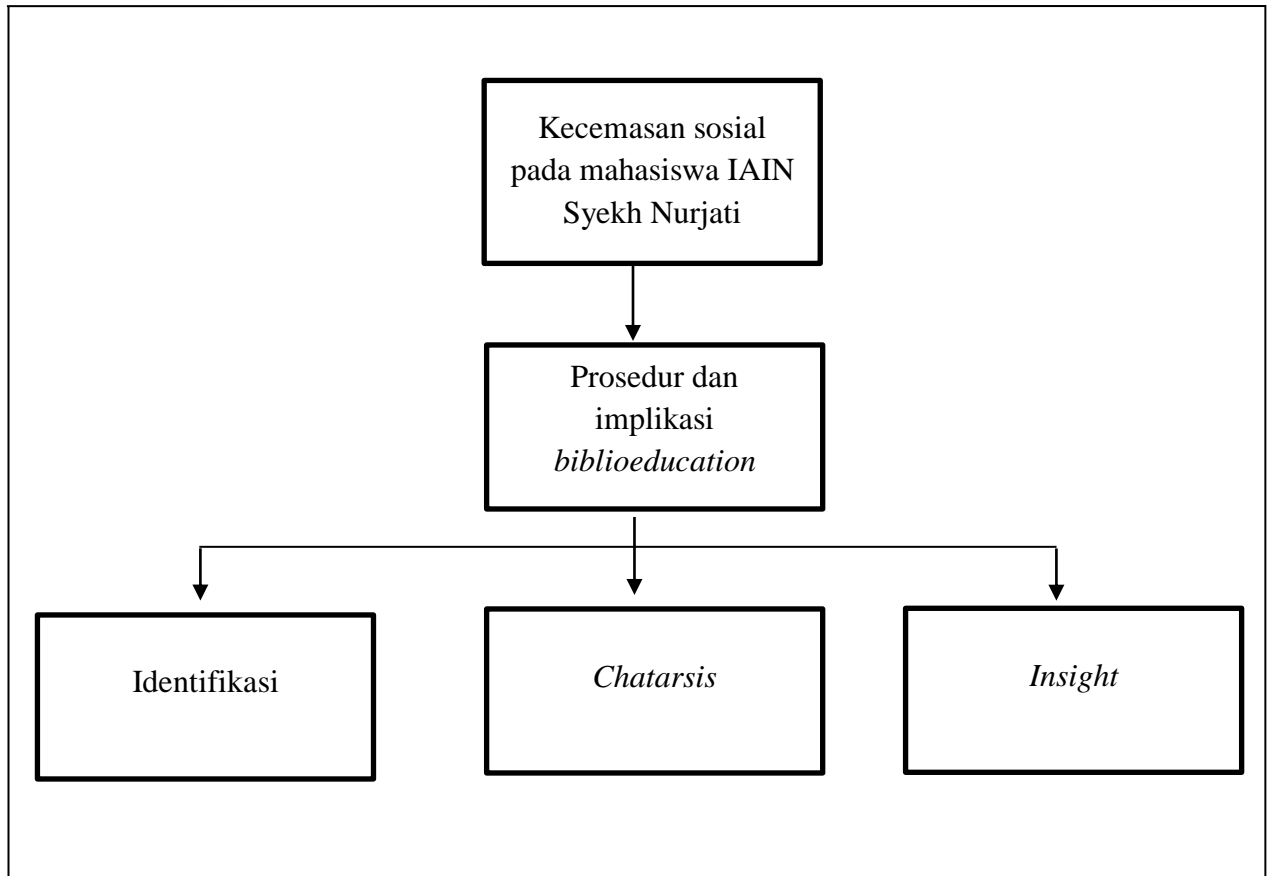 Kecemasan sosial
pada mahasiswa IAIN
Syekh Nurjati
Prosedur dan
implikasi
biblioeducation
Identifikasi
Chatarsis
Insight